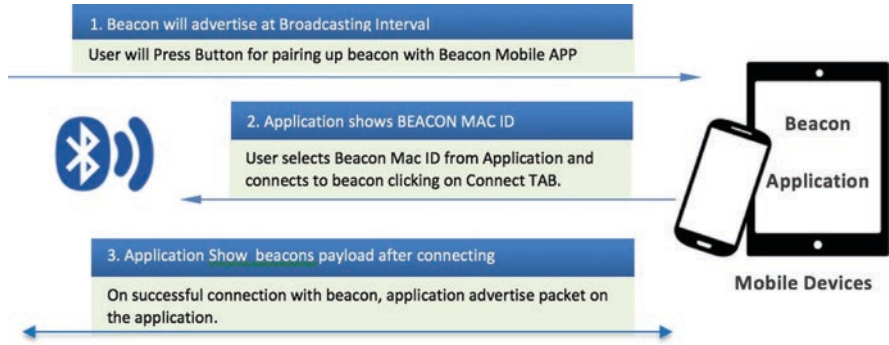 1. Beacon will advertise at Broadcasting Interval
User will Press Button for pairing up beacon with Beacon Mobile APP
2. Application shows BEACON MAC ID
User selects Beacon Mac ID from Application and
connects to beacon clicking on Connect TAB.
3. Application Show beacons payload after connecting
On successful connection with beacon, application advertise packet on
the application.
Beacon
Application
Mobile Devices